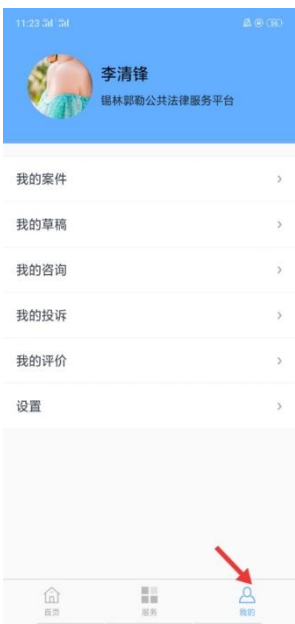 11:23
李清锋
锡林郭勒公共法律服务平台
我的案件
我的草稿
我的咨询
我的投诉
我的评价
设置
首页
服务
我的